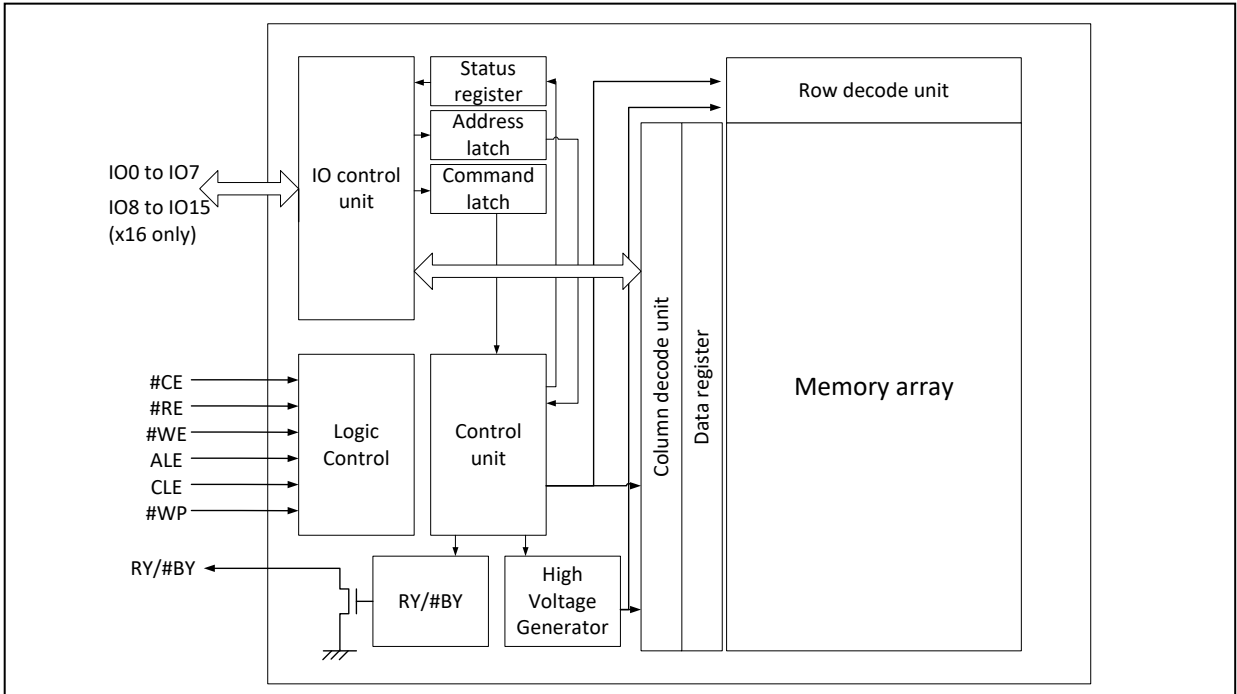 Status
register
Address
latch
Command
latch
IO control
unit
IO0 to IO7
IO8 to IO15
(x16 only)
Row decode unit
Column decode unit
Data register
Memory array
#CE
#RE
#WE
ALE
CLE
#WP
Logic
Control
Control
unit
RY/#BY
RY/#BY
High
Voltage
Generator